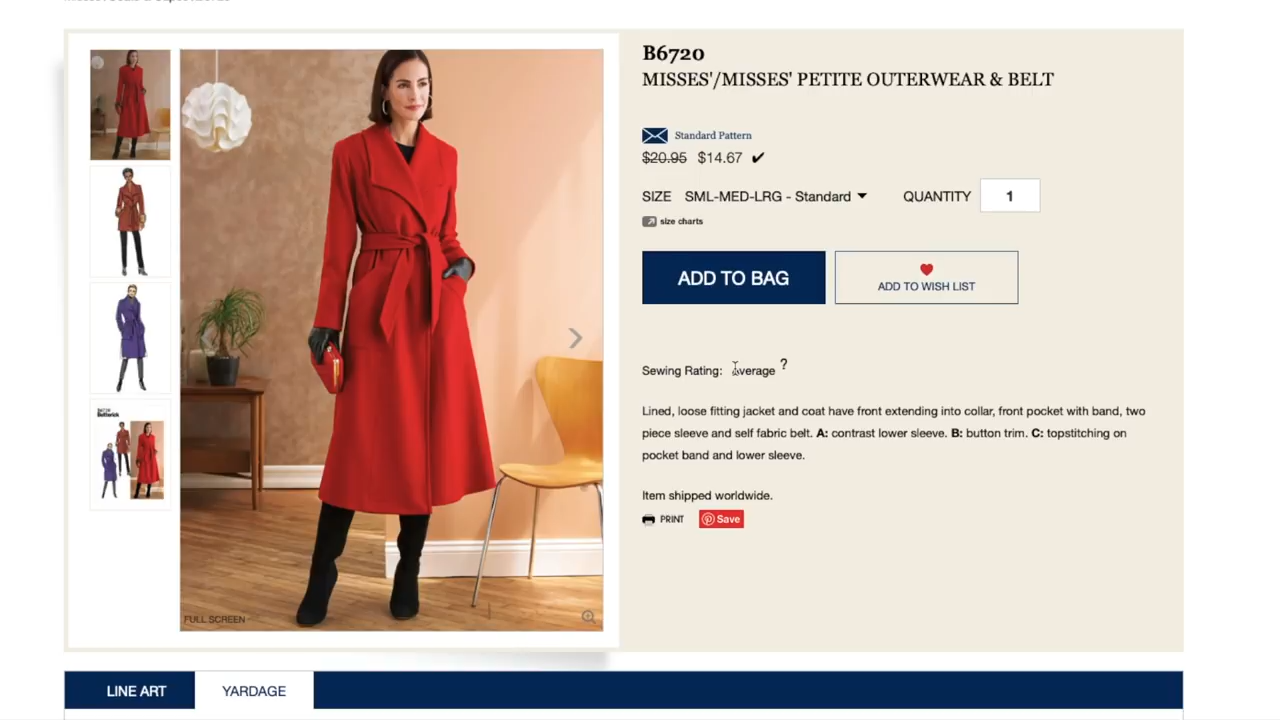 B6720
MISSES'/MISSES' PETITE OUTERWEAR & BELT
Standard Pattern
$20.95 $14.67 ✔
SIZE SML-MED-LRG - Standard QUANTITY 1
size charts
ADD TO BAG
ADD TO WISH LIST
Sewing Rating: Average ?
Lined, loose fitting jacket and coat have front extending into collar, front pocket with band, two
piece sleeve and self fabric belt. A: contrast lower sleeve. B: button trim. C: topstitching on
pocket band and lower sleeve.
Item shipped worldwide.
PRINT Save
Butterick
FULL SCREEN
LINE ART YARDAGE